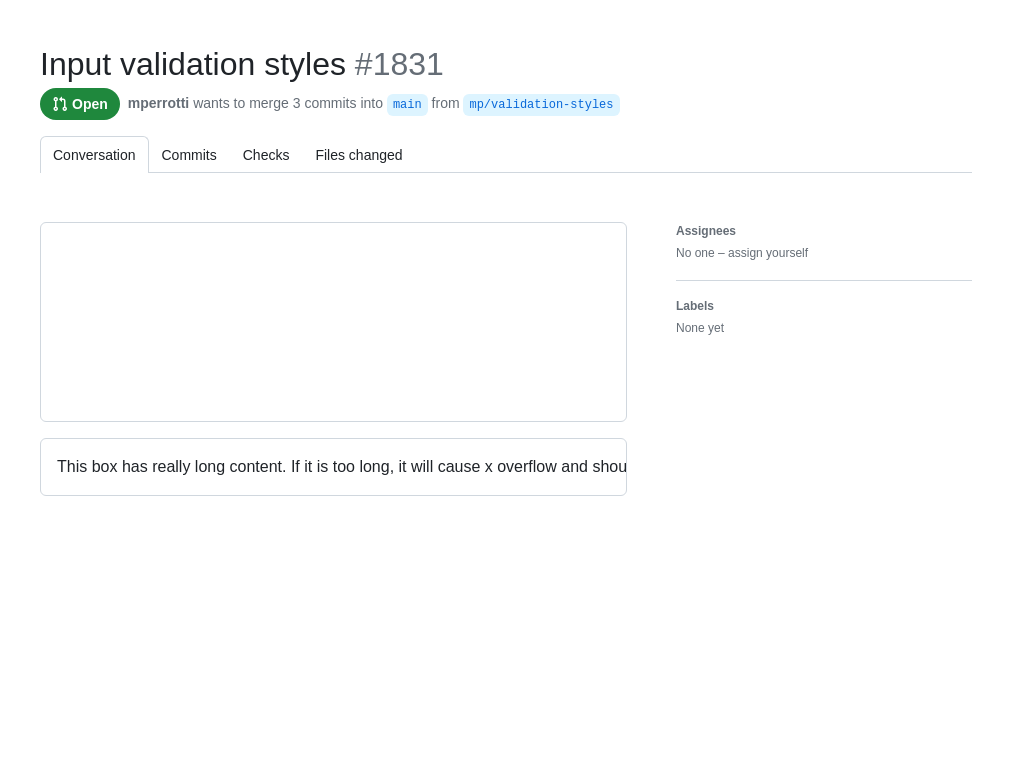 Input validation styles #1831
Open mperrotti wants to merge 3 commits into main from mp/validation-styles
Conversation Commits Checks Files changed
Assignees
No one – assign yourself
Labels
None yet
This box has really long content. If it is too long, it will cause x overflow and shou